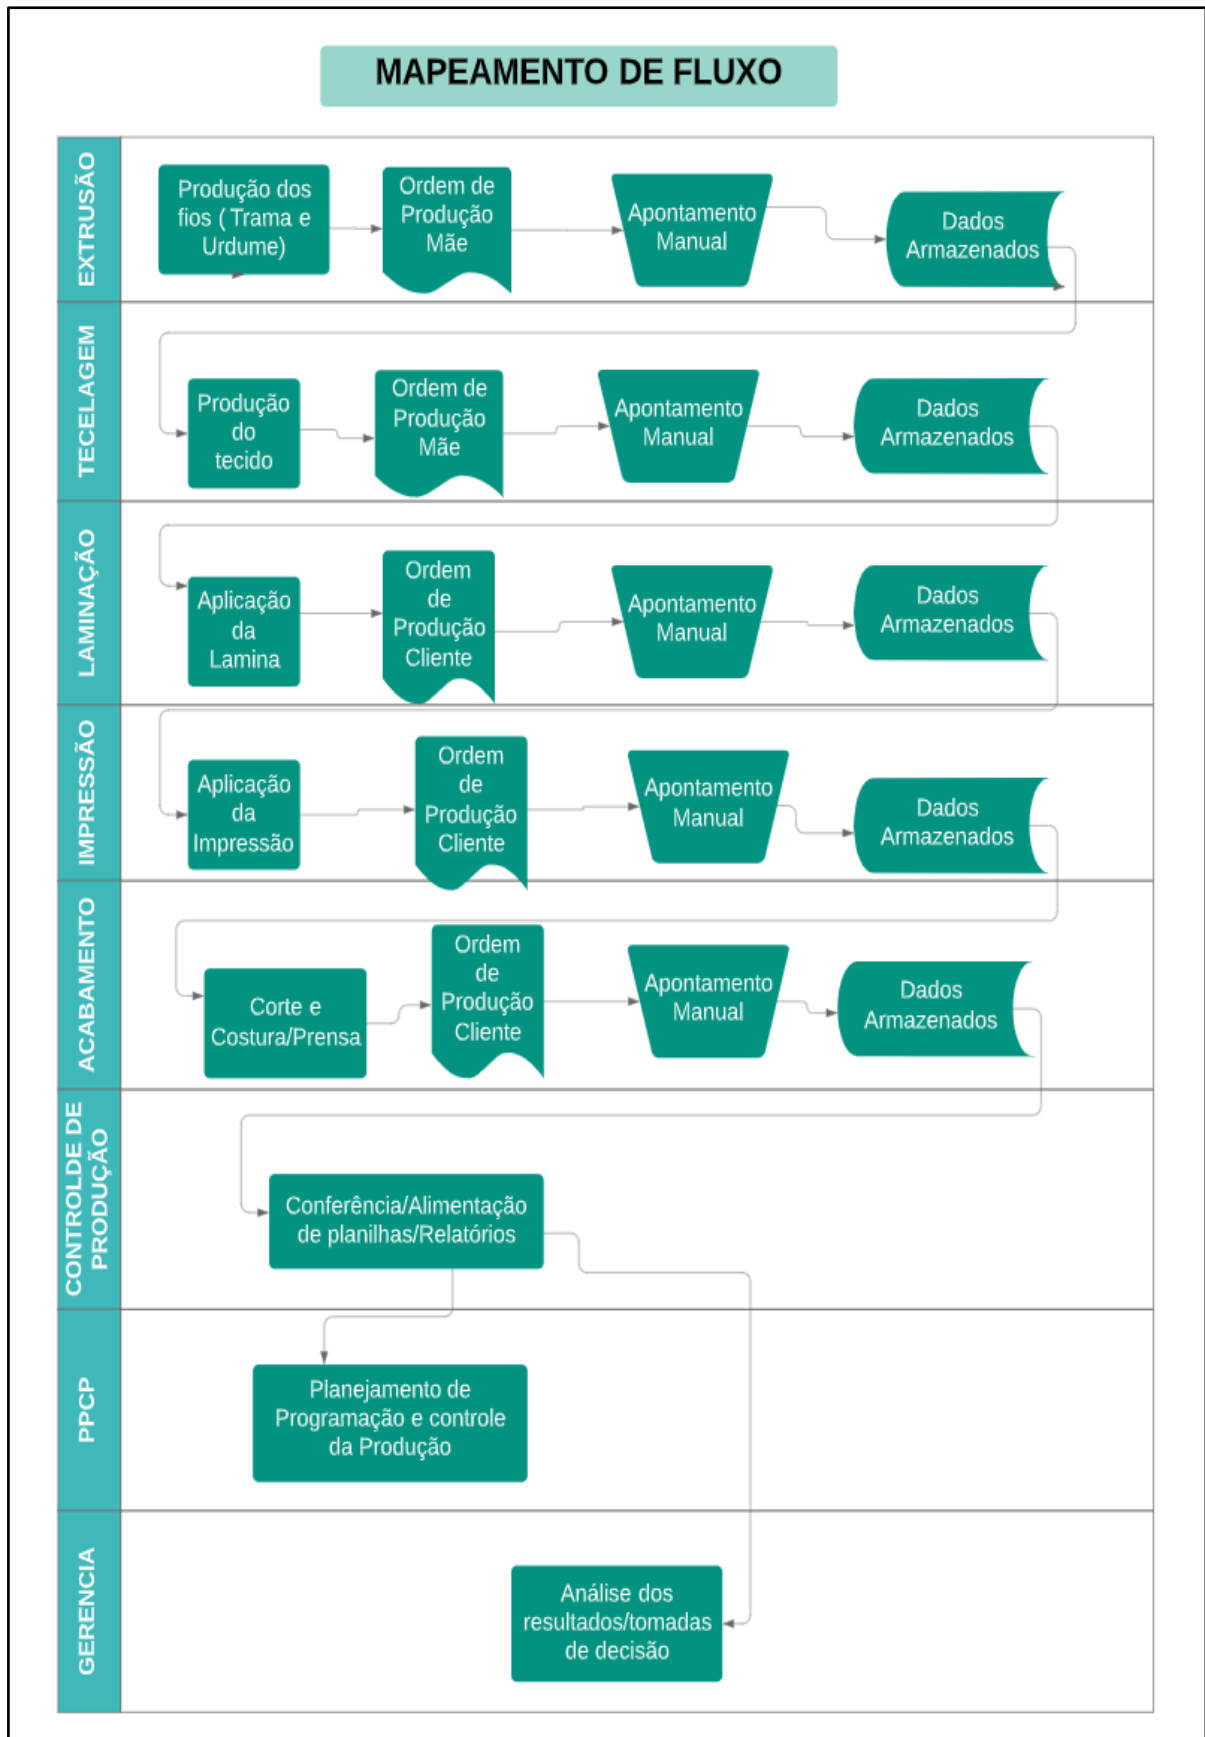 MAPEAMENTO DE FLUXO
EXTRUSÃO
Produção dos
fios ( Trama e
Urdume)
Ordem de
Produção
Mãe
Apontamento
Manual
Dados
Armazenados
TECELAGEM
Produção
do
tecido
Ordem de
Produção
Mãe
Apontamento
Manual
Dados
Armazenados
LAMINAÇÃO
Aplicação
da
Lamina
Ordem
de
Produção
Cliente
Apontamento
Manual
Dados
Armazenados
IMPRESSÃO
Aplicação
da
Impressão
Ordem
de
Produção
Cliente
Apontamento
Manual
Dados
Armazenados
ACABAMENTO
Corte e
Costura/Prensa
Ordem
de
Produção
Cliente
Apontamento
Manual
Dados
Armazenados
CONTROLDE DE
PRODUÇÃO
Conferência/Alimentação
de planilhas/Relatórios
PPCP
Planejamento de
Programação e controle
da Produção
GERENCIA
Análise dos
resultados/tomadas
de decisão